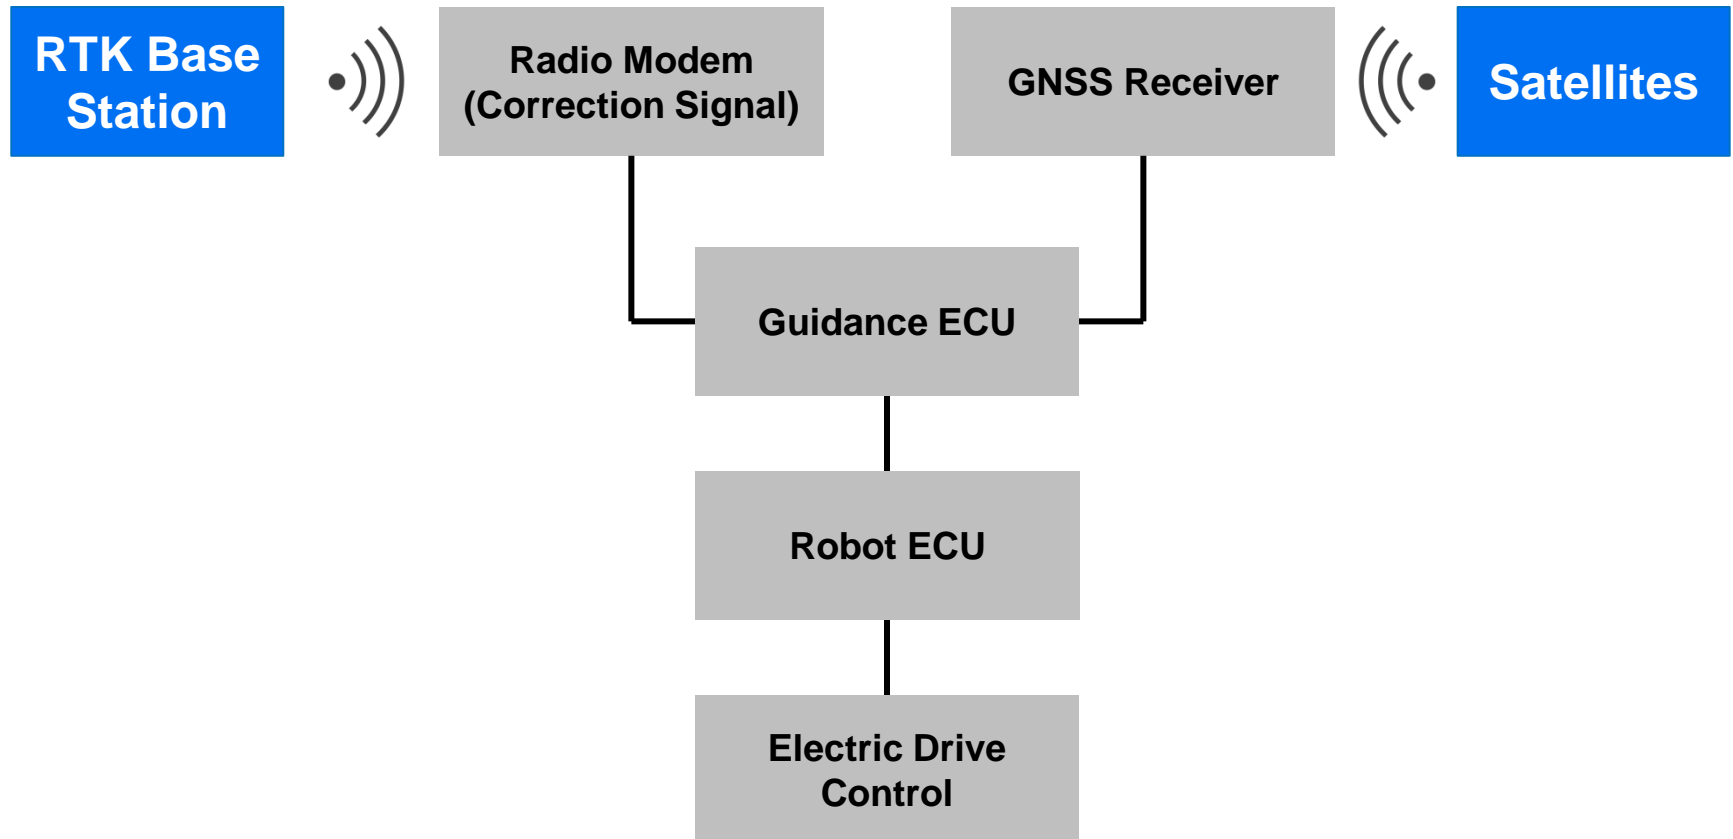 RTK Base
Station
Radio Modem
(Correction Signal)
GNSS Receiver
Satellites
Guidance ECU
Robot ECU
Electric Drive
Control